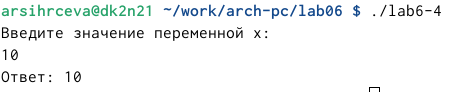 arsihrceva@dk2n21 ~/work/arch-pc/lab06 $ ./lab6-4
Введите значение переменной x:
10
Ответ: 10